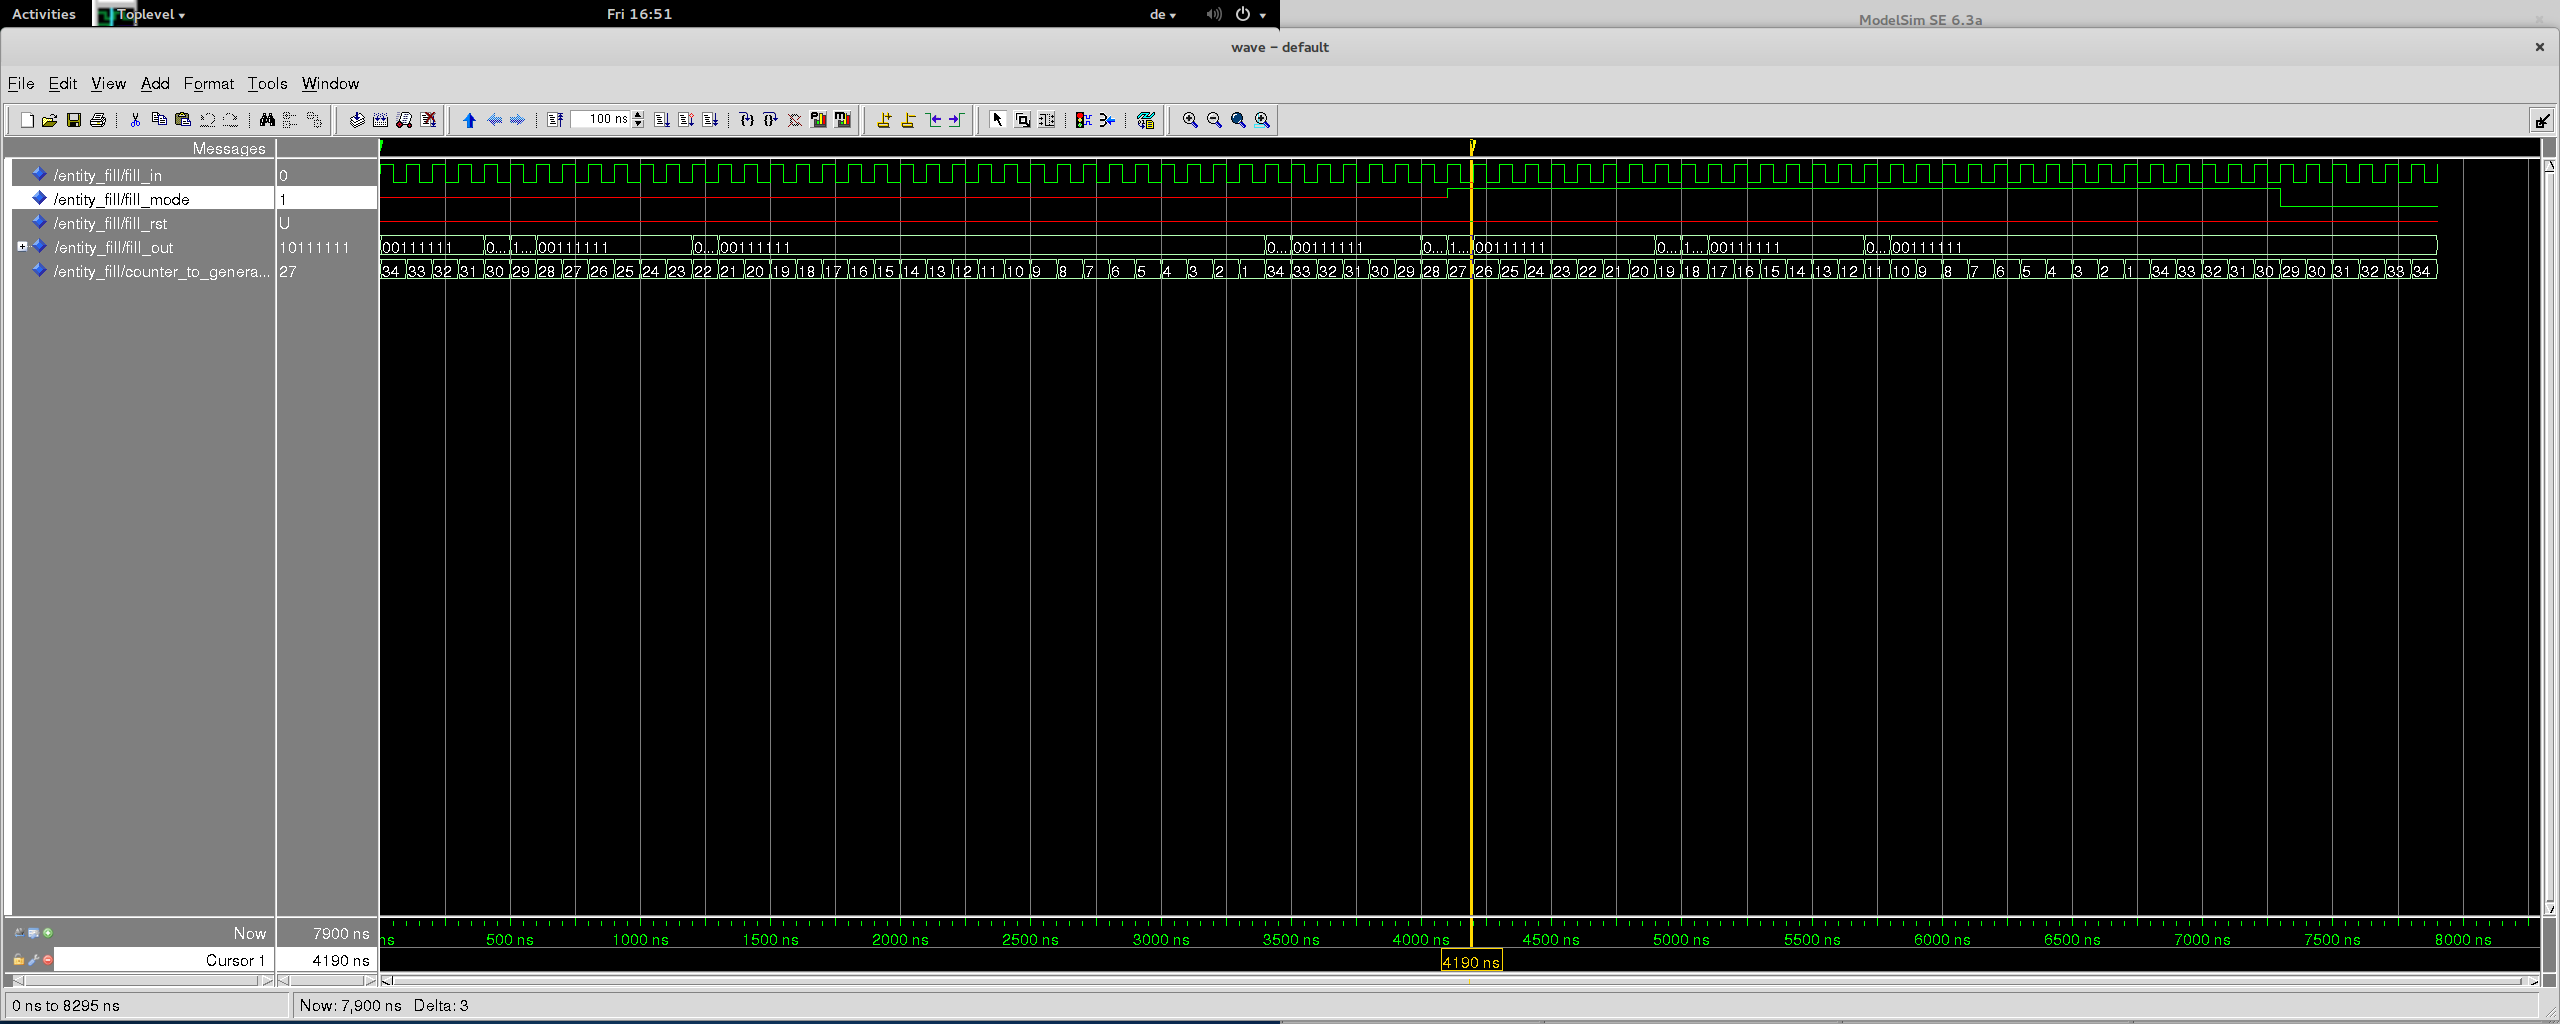 Activities Toplevel Fri 16:51 de ModelSim SE 6.3a
wave - default
File Edit View Add Format Tools Window
100 ns
Messages
/entity_fill/fill_in 0
/entity_fill/fill_mode 1
/entity_fill/fill_rst U
/entity_fill/fill_out 10111111 00111111 0... 1... 00111111 0... 00111111 0... 00111111 0... 1... 00111111 0... 1... 00111111 0... 00111111
/entity_fill/counter_to_genera... 27 34 33 32 31 30 29 28 27 26 25 24 23 22 21 20 19 18 17 16 15 14 13 12 11 10 9 8 7 6 5 4 3 2 1 34 33 32 31 30 29 28 27 26 25 24 23 22 21 20 19 18 17 16 15 14 13 12 11 10 9 8 7 6 5 4 3 2 1 34 33 32 31 30 29 30 31 32 33 34
Now 7900 ns ns 500 ns 1000 ns 1500 ns 2000 ns 2500 ns 3000 ns 3500 ns 4000 ns 4500 ns 5000 ns 5500 ns 6000 ns 6500 ns 7000 ns 7500 ns 8000 ns
Cursor 1 4190 ns 4190 ns
0 ns to 8295 ns Now: 7,900 ns Delta: 3